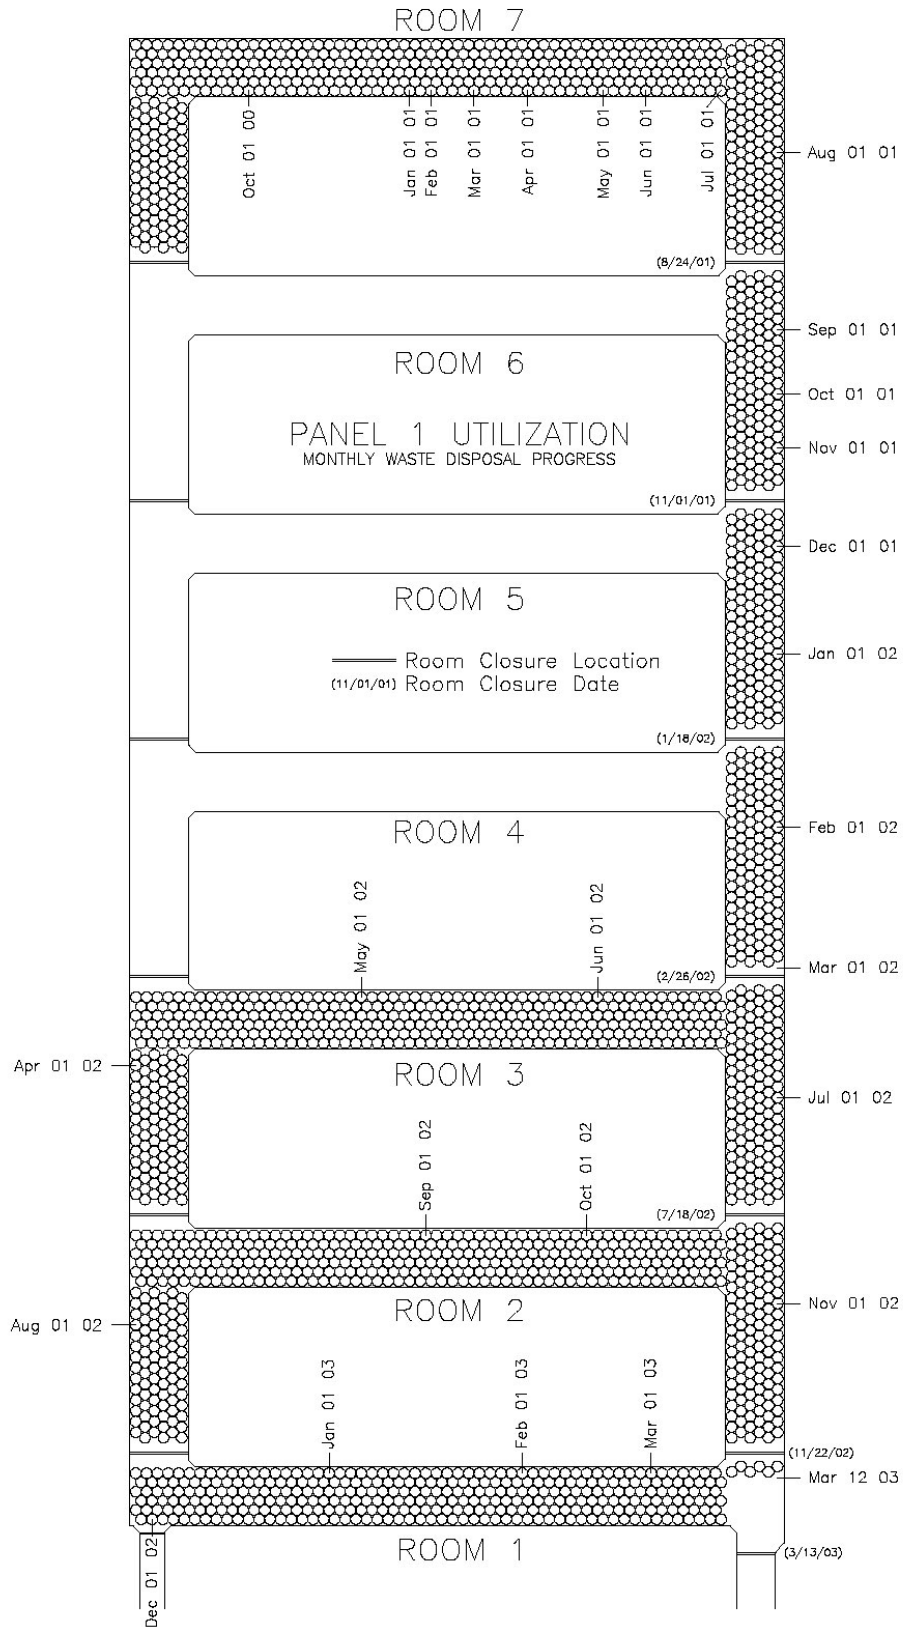 ROOM 7
Oct 01 00
Jan 01 01
Feb 01 01
Mar 01 01
Apr 01 01
May 01 01
Jun 01 01
Jul 01 01
Aug 01 01
(8/24/01)
Sep 01 01
ROOM 6
Oct 01 01
PANEL 1 UTILIZATION
Nov 01 01
MONTHLY WASTE DISPOSAL PROGRESS
(11/01/01)
Dec 01 01
ROOM 5
Jan 01 02
Room Closure Location
(11/01/01) Room Closure Date
(1/18/02)
Feb 01 02
ROOM 4
May 01 02
Jun 01 02
Mar 01 02
(2/26/02)
Apr 01 02
ROOM 3
Jul 01 02
Sep 01 02
Oct 01 02
(7/18/02)
Nov 01 02
ROOM 2
Aug 01 02
Jan 01 03
Feb 01 03
Mar 01 03
(11/22/02)
Mar 12 03
ROOM 1
(3/13/03)
Dec 01 02